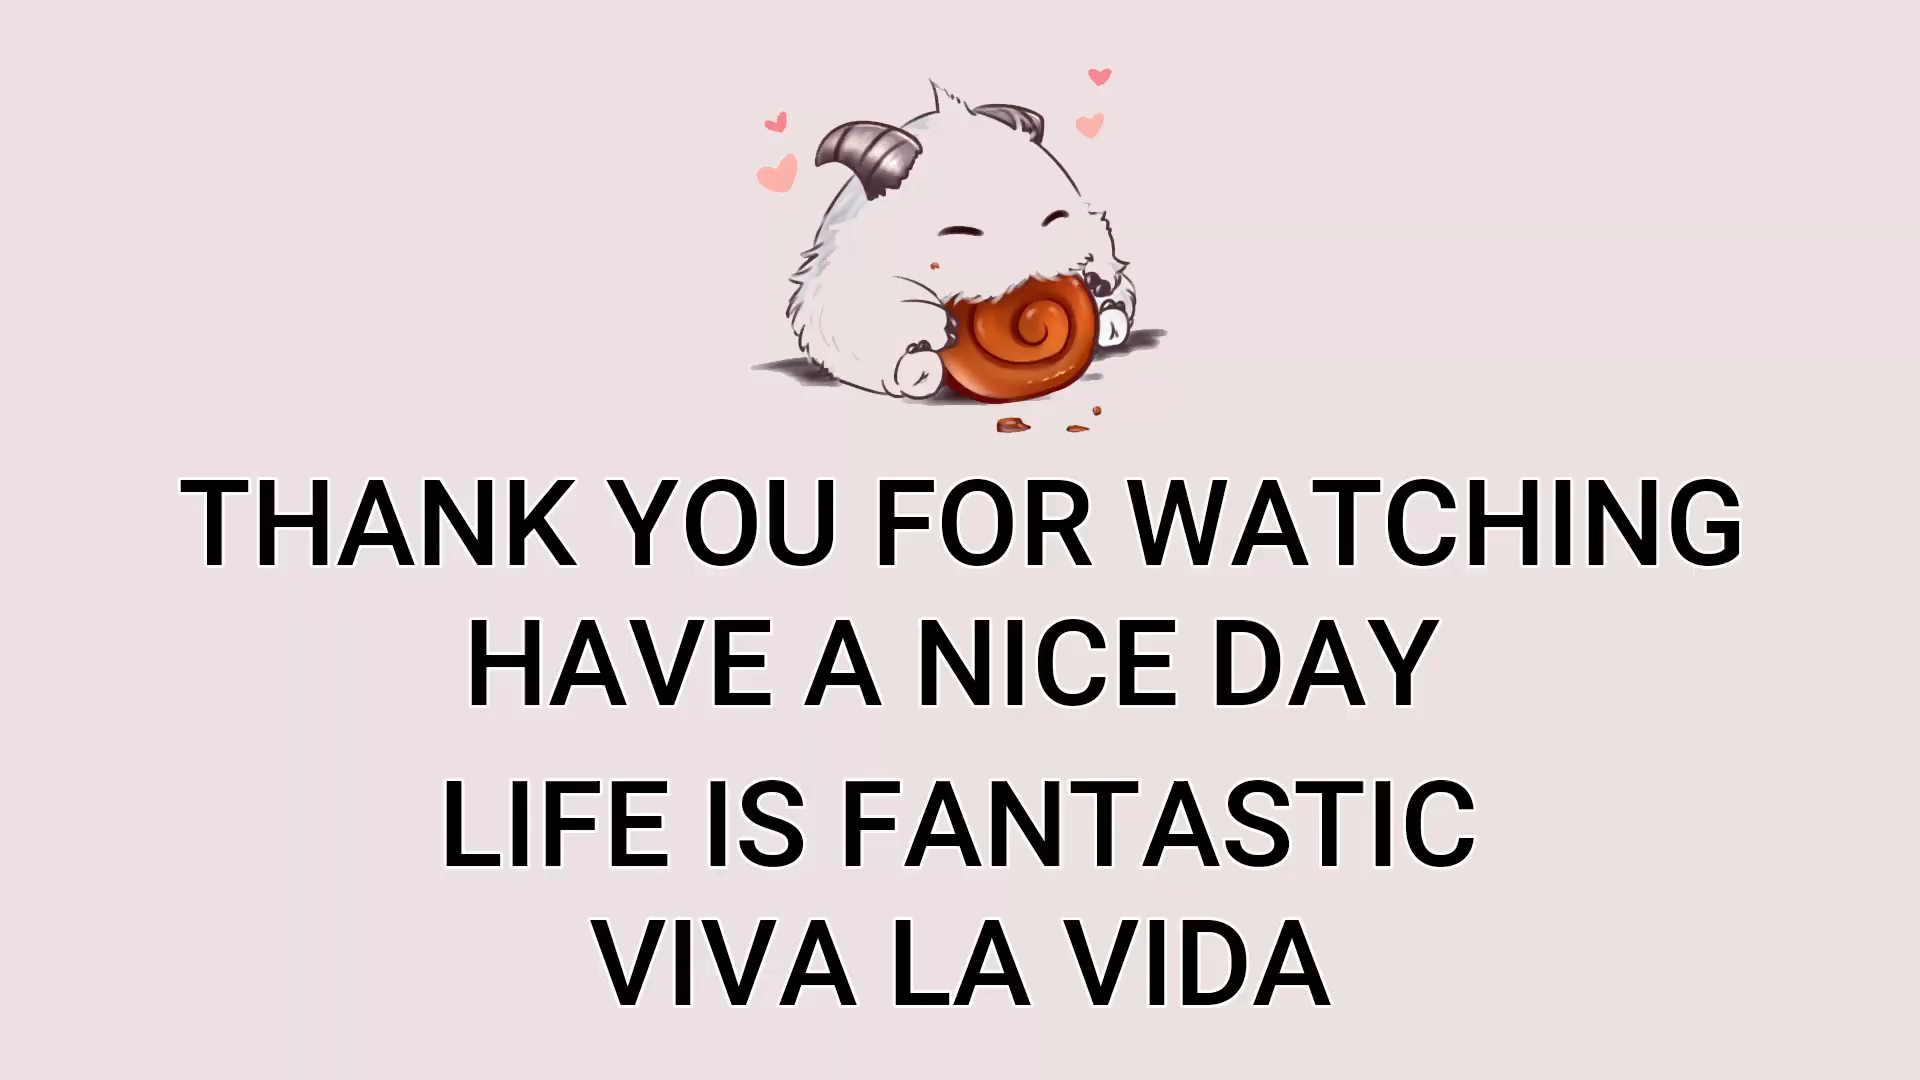 THANK YOU FOR WATCHING
HAVE A NICE DAY
LIFE IS FANTASTIC
VIVA LA VIDA